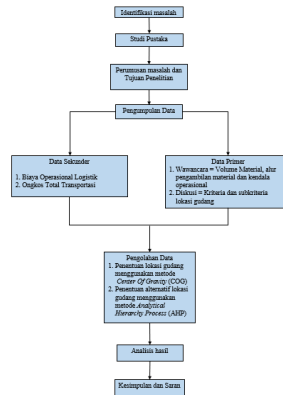 Identifikasi masalah
Studi Pustaka
Perumusan masalah dan
Tujuan Penelitian
Pengumpulan Data
Data Sekunder
1. Biaya Operasional Logistik
2. Ongkos Total Transportasi
Data Primer
1. Wawancara = Volume Material, alur
pengambilan material dan kendala
operasional
2. Diskusi = Kriteria dan subkriteria
lokasi gudang
Pengolahan Data
1. Penentuan lokasi gudang
menggunakan metode
Center Of Gravity (COG)
2. Penentuan alternatif lokasi
gudang menggunakan
metode Analytical
Hierarchy Process (AHP)
Analisis hasil
Kesimpulan dan Saran